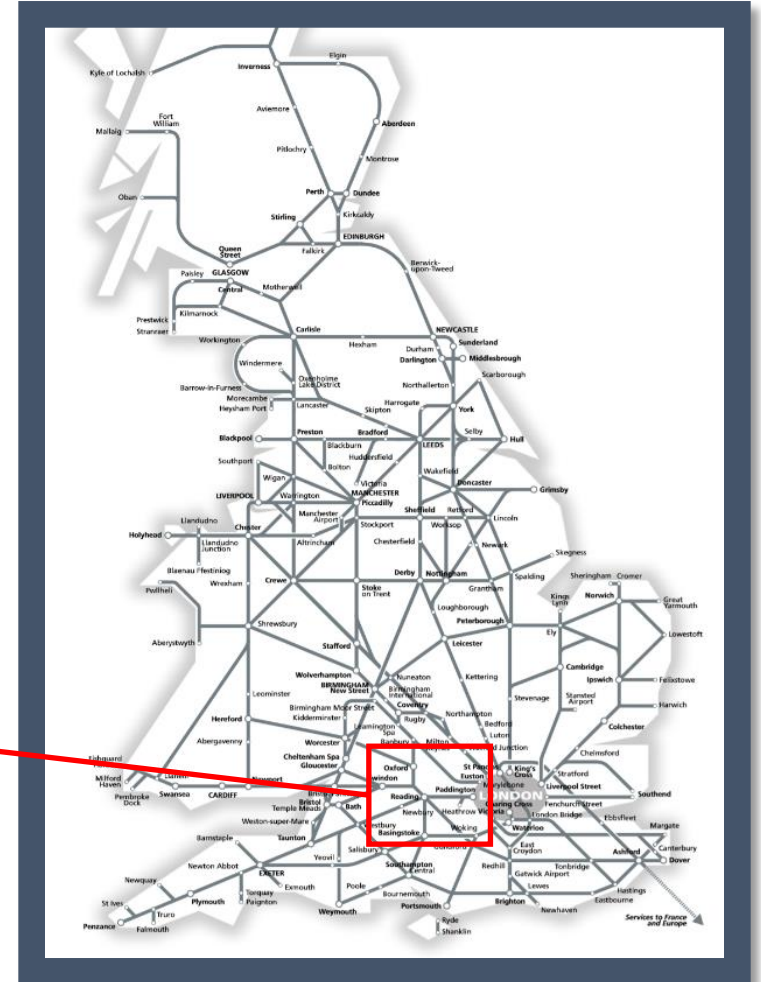 Elgin
Inverness
Kyle of Lochalsh
Aviemore
Fort
William
Mallaig
Aberdeen
Pitlochry
Montrose
Perth
Dundee
Oban
Stirling
Kirkcaldy
EDINBURGH
Queen
Street
Falkirk
Berwick-
upon-Tweed
Paisley
GLASGOW
Central
Motherwell
Prestwick
Kilmarnock
Stranraer
Carlisle
NEWCASTLE
Workington
Hexham
Durham
Sunderland
Darlington
Middlesbrough
Windermere
Scarborough
Oxenholme
Lake District
Barrow-in-Furness
Northallerton
Morecambe
Lancaster
Harrogate
Heysham Port
Skipton
York
Blackpool
Preston
Bradford
Selby
Hull
Blackburn
LEEDS
Southport
Huddersfield
Bolton
Wakefield
Wigan
Victoria
Doncaster
MANCHESTER
Piccadilly
LIVERPOOL
Warrington
Grimsby
Manchester
Airport
Sheffield
Retford
Llandudno
Chester
Stockport
Worksop
Lincoln
Holyhead
Llandudno
Junction
Altrincham
Chesterfield
Newark
Skegness
Blaenau Ffestiniog
Wrexham
Crewe
Derby
Nottingham
Spalding
Sheringham
Cromer
Pwllheli
Stoke
on Trent
Grantham
Kings
Lynn
Norwich
Great
Yarmouth
Loughborough
Shrewsbury
Peterborough
Ely
Lowestoft
Aberystwyth
Stafford
Leicester
Wolverhampton
Cambridge
BIRMINGHAM
New Street
Nuneaton
Kettering
Birmingham
International
Ipswich
Felixstowe
Leominster
Coventry
Stevenage
Stansted
Airport
Birmingham Moor Street
Rugby
Northampton
Harwich
Hereford
Kidderminster
Leamington
Spa
Bedford
Colchester
Abergavenny
Worcester
Banbury
Milton
Luton
Junction
Chelmsford
Cheltenham Spa
Gloucester
Oxford
St Pancras
King's
Cross
Fishguard
Harbour
Milford
Haven
Swindon
Euston
Stratford
Newport
Paddington
Marylebone
Liverpool Street
Pembroke
Dock
Swansea
CARDIFF
Bristol
Temple Meads
Bath
Reading
LONDON
Southend
Newbury
Heathrow
Victoria
Charing Cross
Fenchurch Street
London Bridge
Ebbsfleet
Weston-super-Mare
Westbury
Basingstoke
Woking
Waterloo
Margate
Barnstaple
Taunton
Salisbury
Guildford
East
Croydon
Canterbury
Newton Abbot
Yeovil
Southampton
Central
Redhill
Tonbridge
Ashford
Dover
EXETER
Gatwick Airport
Newquay
Exmouth
Poole
Bournemouth
Lewes
Hastings
Torquay
Paignton
Eastbourne
St Ives
Plymouth
Weymouth
Portsmouth
Brighton
Newhaven
Truro
Penzance
Falmouth
Ryde
Shanklin
Services to France
and Europe